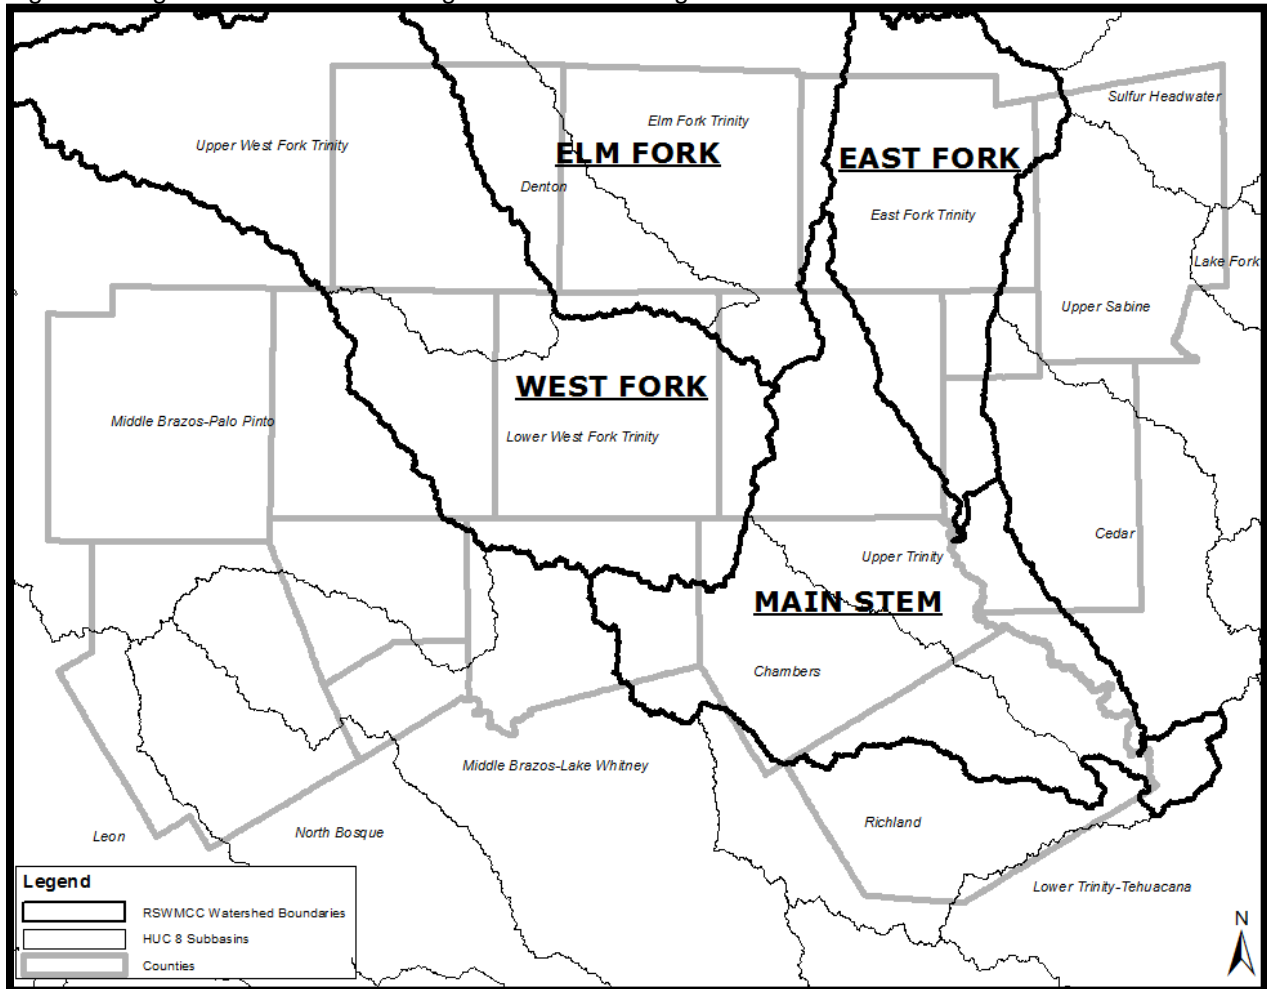 Sulfur Headwater
Elm Fork Trinity
Upper West Fork Trinity
ELM FORK
EAST FORK
Denton
East Fork Trinity
Lake Fork
Upper Sabine
WEST FORK
Middle Brazos-Palo Pinto
Lower West Fork Trinity
Cedar
Upper Trinity
MAIN STEM
Chambers
Middle Brazos-Lake Whitney
Richland
North Bosque
Leon
Lower Trinity-Tehuacana
Legend
RSWMCC Watershed Boundaries
HUC 8 Subbasins
Counties
N